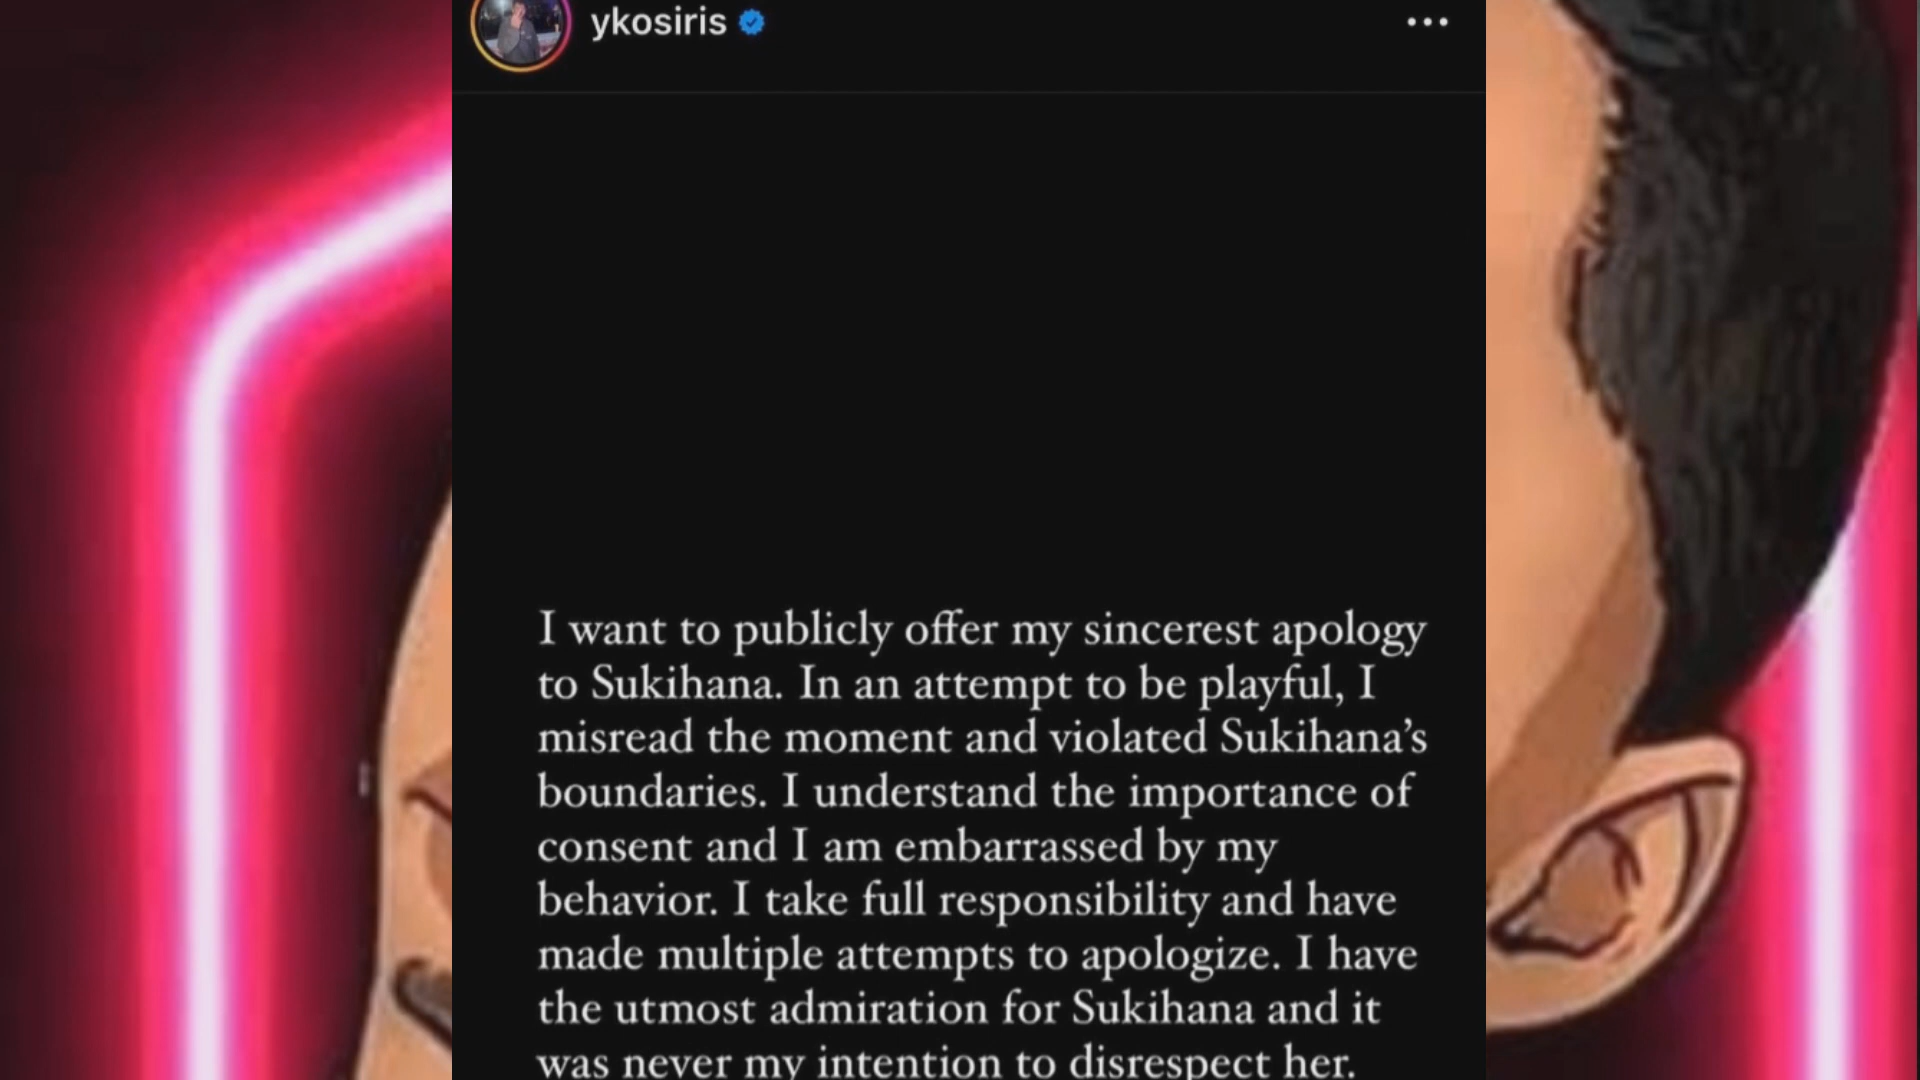 ykosiris
I want to publicly offer my sincerest apology
to Sukihana. In an attempt to be playful, I
misread the moment and violated Sukihana’s
boundaries. I understand the importance of
consent and I am embarrassed by my
behavior. I take full responsibility and have
made multiple attempts to apologize. I have
the utmost admiration for Sukihana and it
was never my intention to disrespect her.